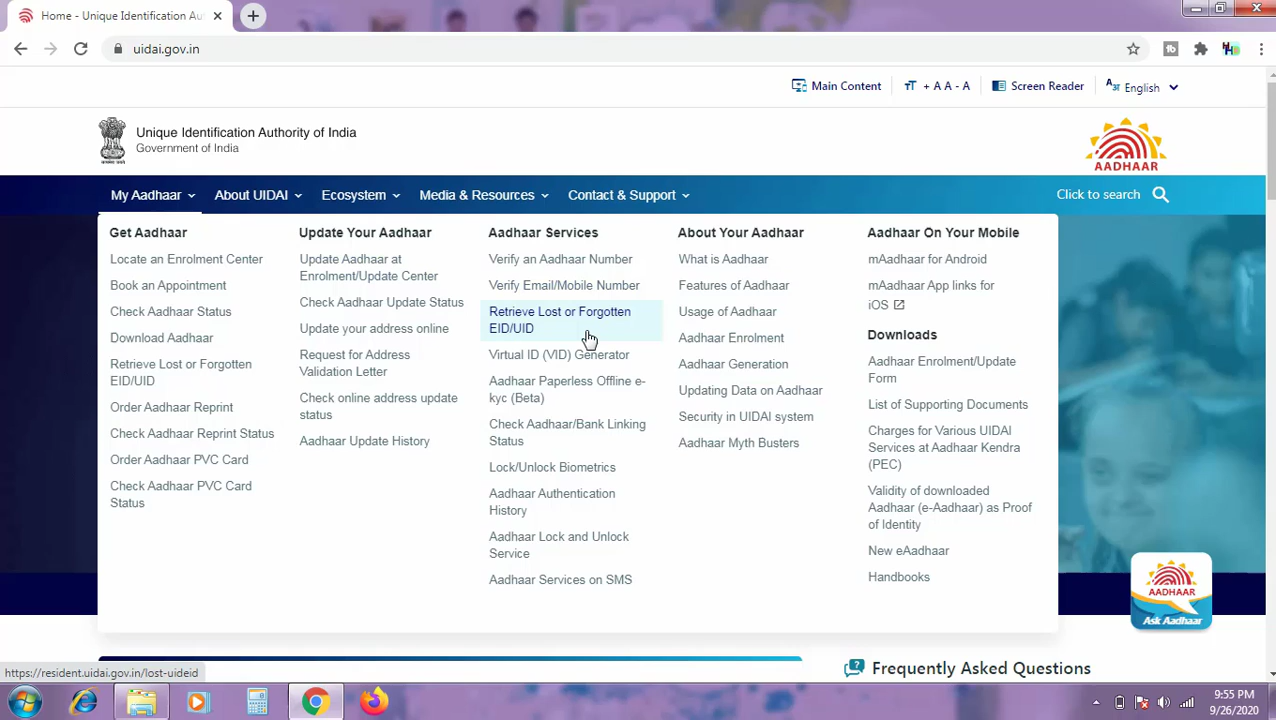 Home - Unique Identification Au
uidai.gov.in
Main Content
TT + A A - A
Screen Reader
English
Unique Identification Authority of India
Government of India
AADHAAR
My Aadhaar
About UIDAI
Ecosystem
Media & Resources
Contact & Support
Click to search
Get Aadhaar
Locate an Enrolment Center
Book an Appointment
Check Aadhaar Status
Download Aadhaar
Retrieve Lost or Forgotten
EID/UID
Order Aadhaar Reprint
Check Aadhaar Reprint Status
Order Aadhaar PVC Card
Check Aadhaar PVC Card
Status
Update Your Aadhaar
Update Aadhaar at
Enrolment/Update Center
Check Aadhaar Update Status
Update your address online
Request for Address
Validation Letter
Check online address update
status
Aadhaar Update History
Aadhaar Services
Verify an Aadhaar Number
Verify Email/Mobile Number
Retrieve Lost or Forgotten
EID/UID
Virtual ID (VID) Generator
Aadhaar Paperless Offline e-
kyc (Beta)
Check Aadhaar/Bank Linking
Status
Lock/Unlock Biometrics
Aadhaar Authentication
History
Aadhaar Lock and Unlock
Service
Aadhaar Services on SMS
About Your Aadhaar
What is Aadhaar
Features of Aadhaar
Usage of Aadhaar
Aadhaar Enrolment
Aadhaar Generation
Updating Data on Aadhaar
Security in UIDAI system
Aadhaar Myth Busters
Aadhaar On Your Mobile
mAadhaar for Android
mAadhaar App links for
iOS
Downloads
Aadhaar Enrolment/Update
Form
List of Supporting Documents
Charges for Various UIDAI
Services at Aadhaar Kendra
(PEC)
Validity of downloaded
Aadhaar (e-Aadhaar) as Proof
of Identity
New eAadhaar
Handbooks
AADHAAR
Ask Aadhaar
https://resident.uidai.gov.in/lost-uideid
Frequently Asked Questions
9:55 PM
9/26/2020